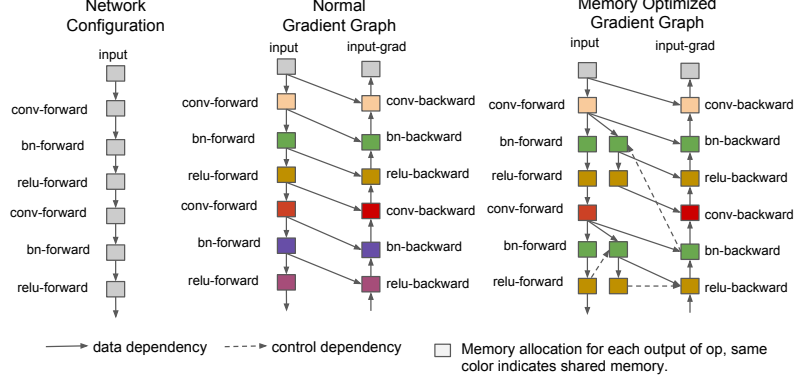 Network
Configuration
input
conv-forward
bn-forward
relu-forward
conv-forward
bn-forward
relu-forward
Normal
Gradient Graph
input
input-grad
conv-forward
conv-backward
bn-forward
bn-backward
relu-forward
relu-backward
conv-forward
conv-backward
bn-forward
bn-backward
relu-forward
relu-backward
Memory Optimized
Gradient Graph
input
input-grad
conv-forward
conv-backward
bn-forward
bn-backward
relu-forward
relu-backward
conv-forward
conv-backward
bn-forward
bn-backward
relu-forward
relu-backward
data dependency
control dependency
Memory allocation for each output of op, same
color indicates shared memory.